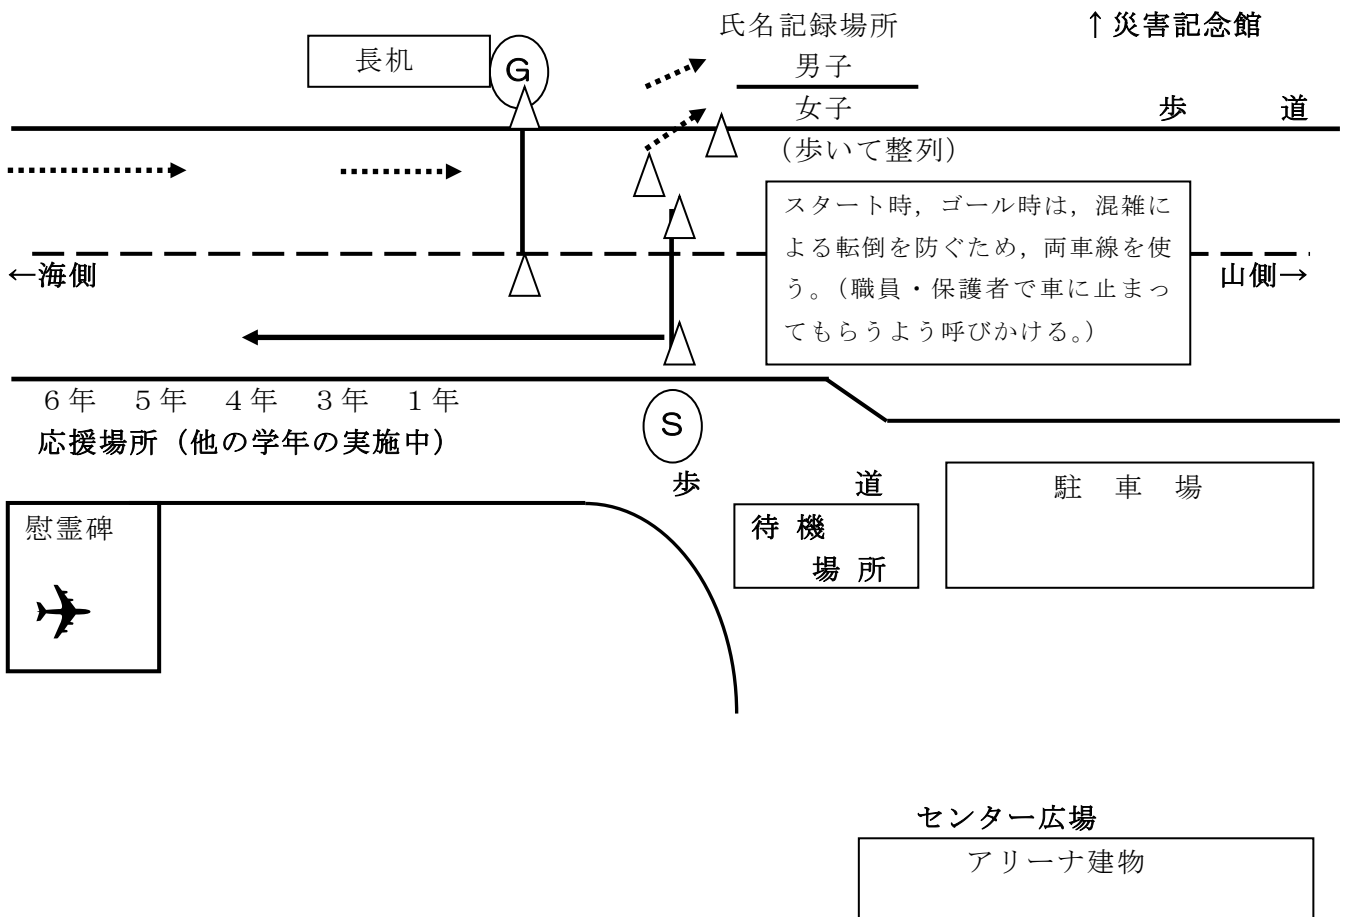 氏名記録場所
↑災害記念館
長机
G
男子
女子
歩　道
(歩いて整列)
スタート時，ゴール時は，混雑に
よる転倒を防ぐため，両車線を使
う。(職員・保護者で車に止まっ
てもらうよう呼びかける。)
←海側
山側→
６年　５年　４年　３年　１年
応援場所（他の学年の実施中）
S
歩　道
駐　車　場
待 機
場 所
慰霊碑
センター広場
アリーナ建物